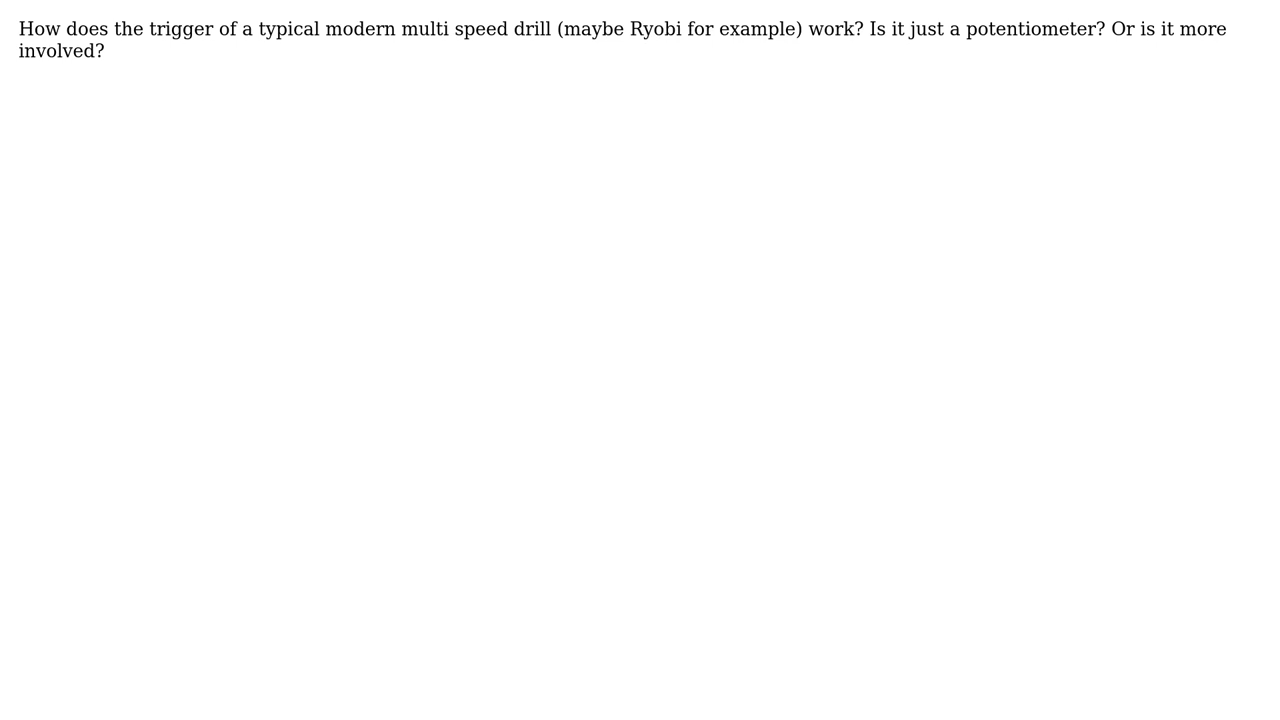 How does the trigger of a typical modern multi speed drill (maybe Ryobi for example) work? Is it just a potentiometer? Or is it more
involved?